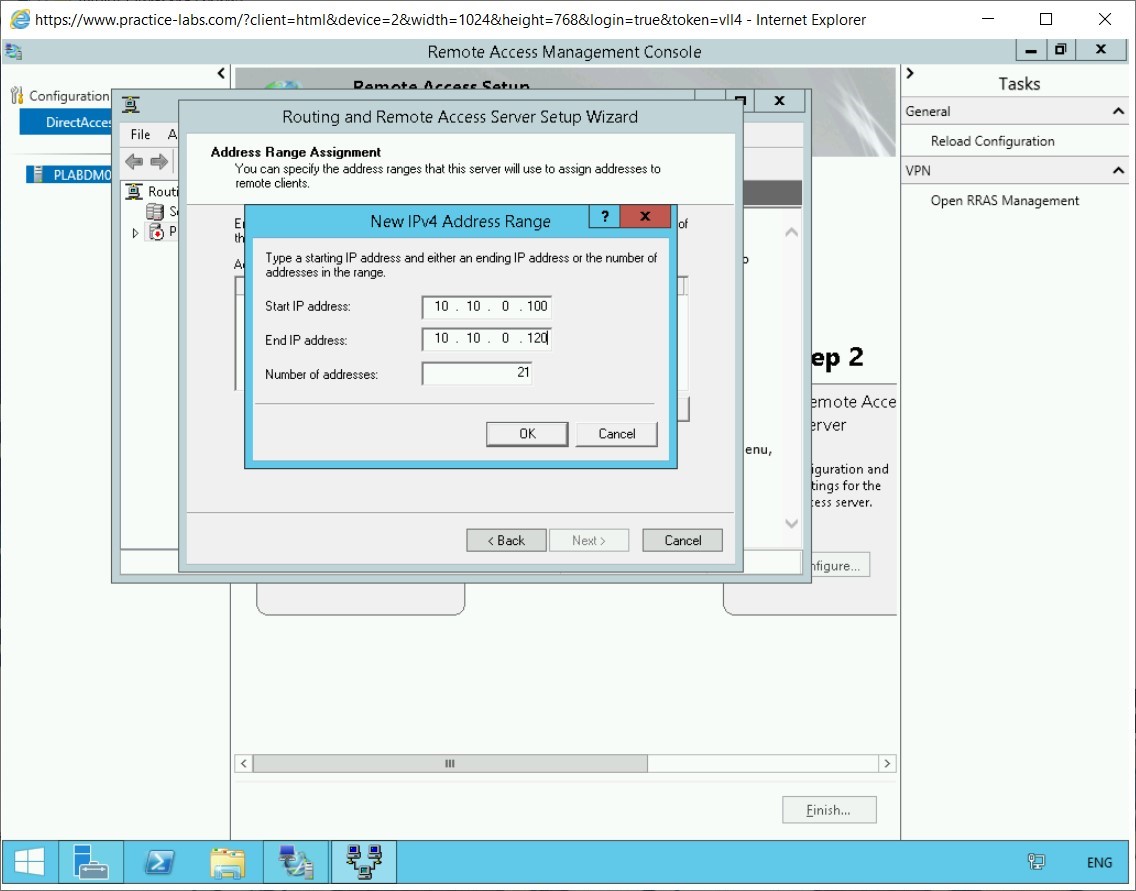 https://www.practice-labs.com/?client=html&device=2&width=1024&height=768&login=true&token=vll4 - Internet Explorer
Remote Access Management Console
Configuration
DirectAcces
PLABDM0
Remote Access Setup
File A
Routi
Routing and Remote Access Server Setup Wizard
Address Range Assignment
You can specify the address ranges that this server will use to assign addresses to
remote clients.
of
New IPv4 Address Range
?
Type a starting IP address and either an ending IP address or the number of
addresses in the range.
Start IP address: 10 . 10 . 0 . 100
End IP address: 10 . 10 . 0 . 120
Number of addresses: 21
OK Cancel
< Back Next > Cancel
enu,
ep 2
emote Acce
erver
iguration and
tings for the
cess server.
nfigure...
Finish...
Tasks
General
Reload Configuration
VPN
Open RRAS Management
ENG